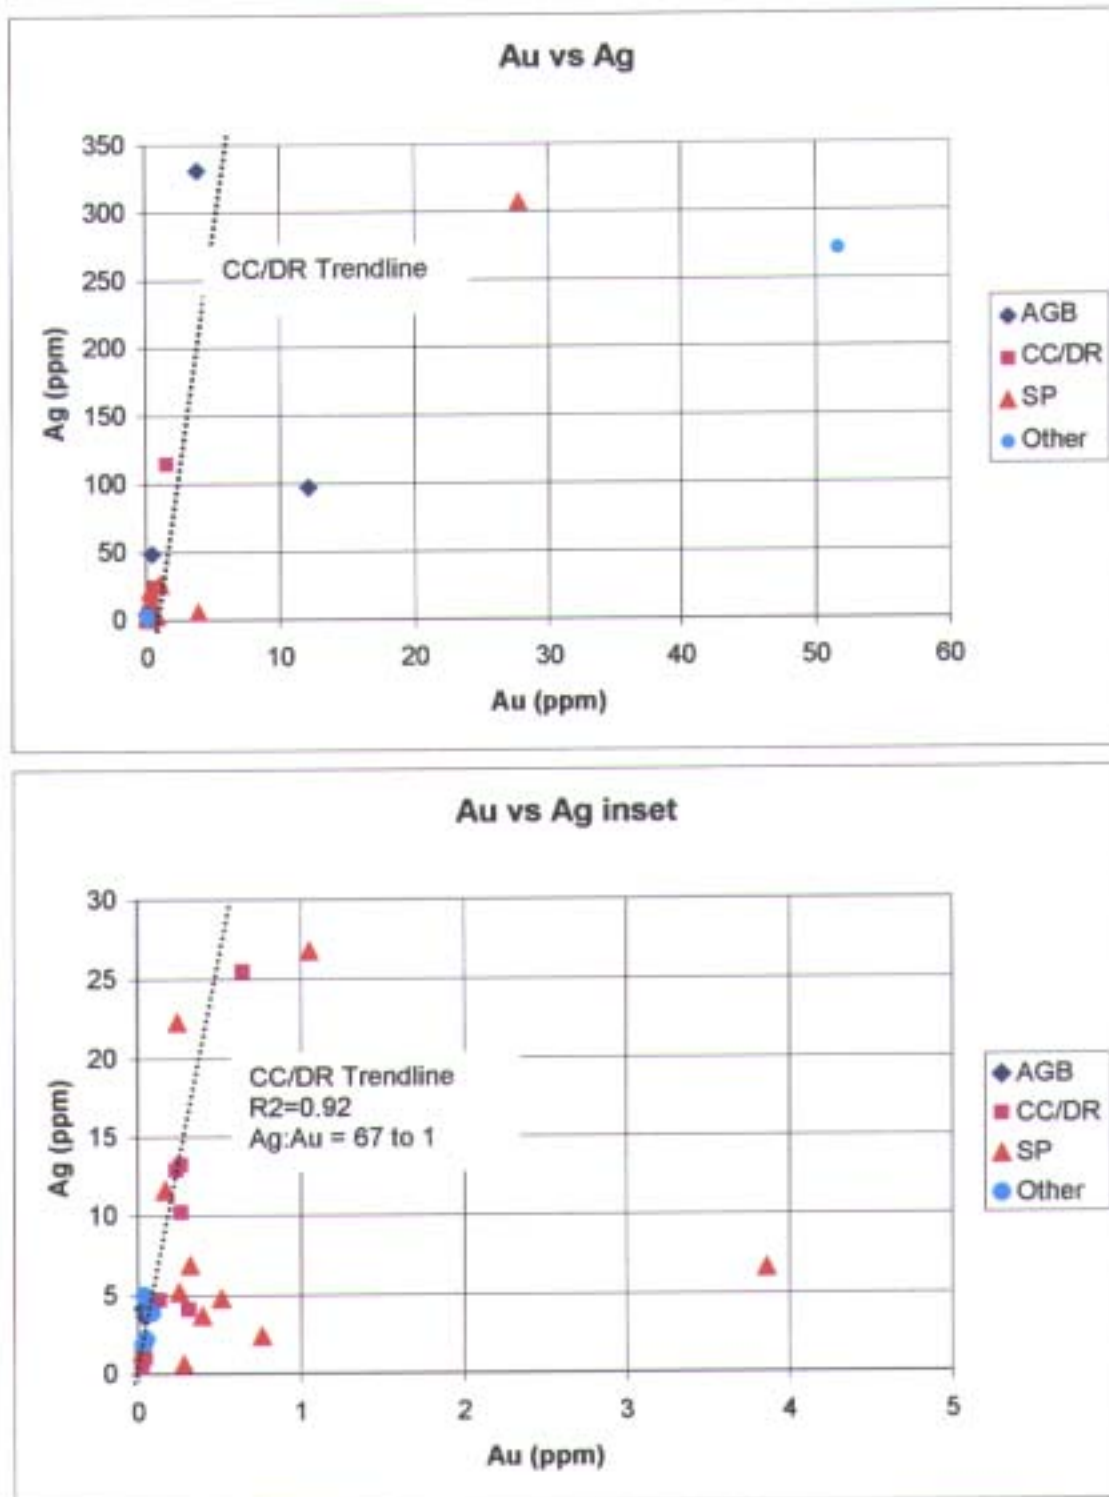 Au vs Ag
350
300
250
200
150
100
50
0
CC/DR Trendline
Ag (ppm)
0 10 20 30 40 50 60
Au (ppm)
AGB
CC/DR
SP
Other
Au vs Ag inset
30
25
20
15
10
5
0
CC/DR Trendline
R2=0.92
Ag:Au = 67 to 1
Ag (ppm)
0 1 2 3 4 5
Au (ppm)
AGB
CC/DR
SP
Other